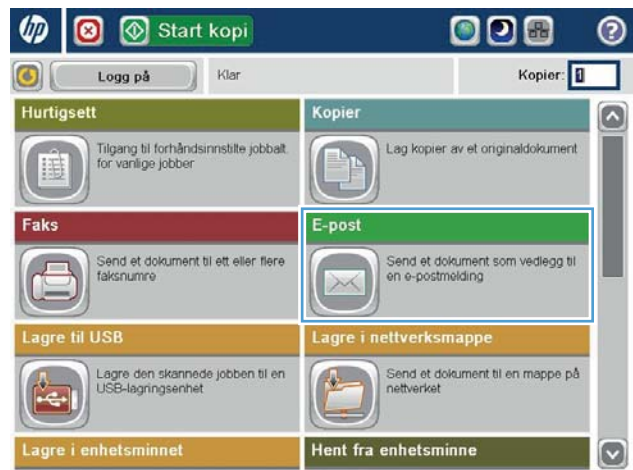 hp
Start kopi
?
Logg på
Klar
Kopier: 1
Hurtigsett
Tilgang til forhåndsinnstilte jobbalt.
for vanlige jobber
Kopier
Lag kopier av et originaldokument
Faks
Send et dokument til ett eller flere
faksnumre
E-post
Send et dokument som vedlegg til
en e-postmelding
Lagre til USB
Lagre den skannede jobben til en
USB-lagringsenhet
Lagre i nettverksmappe
Send et dokument til en mappe på
nettverket
Lagre i enhetsminnet
Hent fra enhetsminne